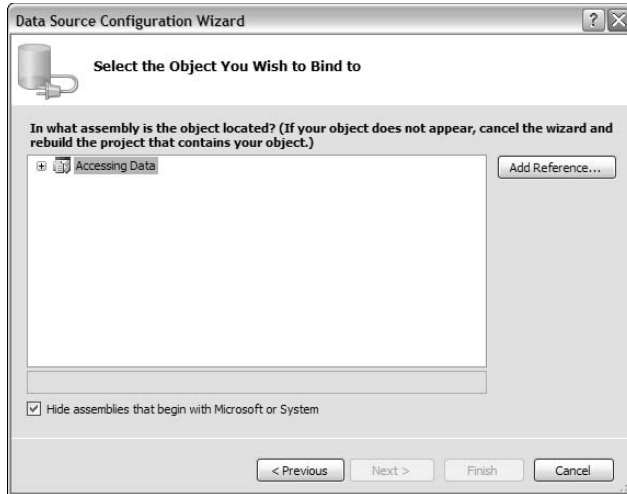 Data Source Configuration Wizard
Select the Object You Wish to Bind to
In what assembly is the object located? (If your object does not appear, cancel the wizard and
rebuild the project that contains your object.)
Accessing Data
Add Reference...
Hide assemblies that begin with Microsoft or System
< Previous
Next >
Finish
Cancel